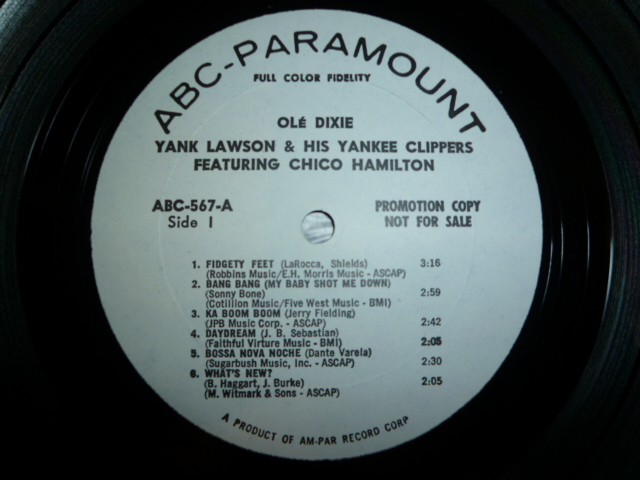 ABC-PARAMOUNT
FULL COLOR FIDELITY
OLÉ DIXIE
YANK LAWSON & HIS YANKEE CLIPPERS
FEATURING CHICO HAMILTON
ABC-567-A
Side 1
PROMOTION COPY
NOT FOR SALE
1. FIDGETY FEET (LaRocca, Shields) 3:16
(Robbins Music/E.H. Morris Music - ASCAP)
2. BANG BANG (MY BABY SHOT ME DOWN)
(Sonny Bone) 2:59
(Cotillion Music/Five West Music - BMI)
3. KA BOOM BOOM (Jerry Fielding)
(JPB Music Corp. - ASCAP) 2:42
4. DAYDREAM (J. B. Sebastian)
(Faithful Virture Music - BMI) 2:05
5. BOSSA NOVA NOCHE (Dante Varela)
(Sugarbush Music, Inc. - ASCAP) 2:30
6. WHAT'S NEW?
(B. Haggart, J. Burke) 2:05
(M. Witmark & Sons - ASCAP)
A PRODUCT OF AM-PAR RECORD CORP